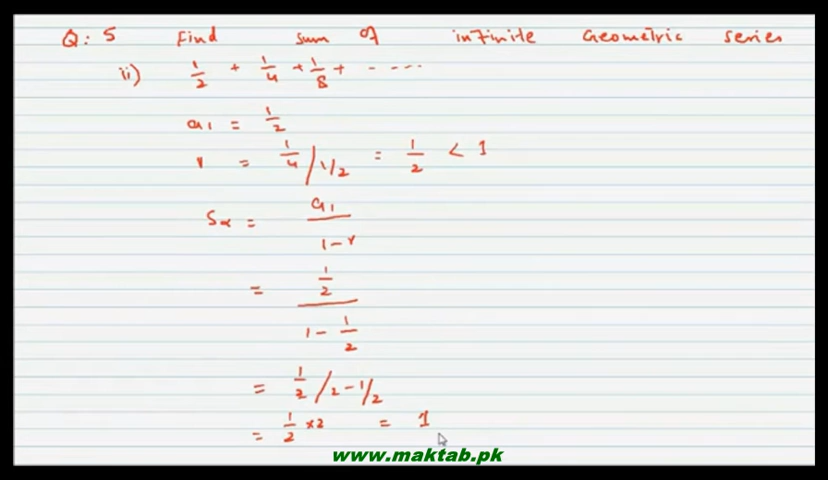 Q: 5 Find sum of infinite Geometric series
ii) 1/2 + 1/4 + 1/8 + - - - -
a1 = 1/2
r = 1/4 / 1/2 = 1/2 < 1
S∝ = a1 / 1-r
= 1/2 / 1 - 1/2
= 1/2 / 2-1/2
= 1/2 ×2 = 1
www.maktab.pk